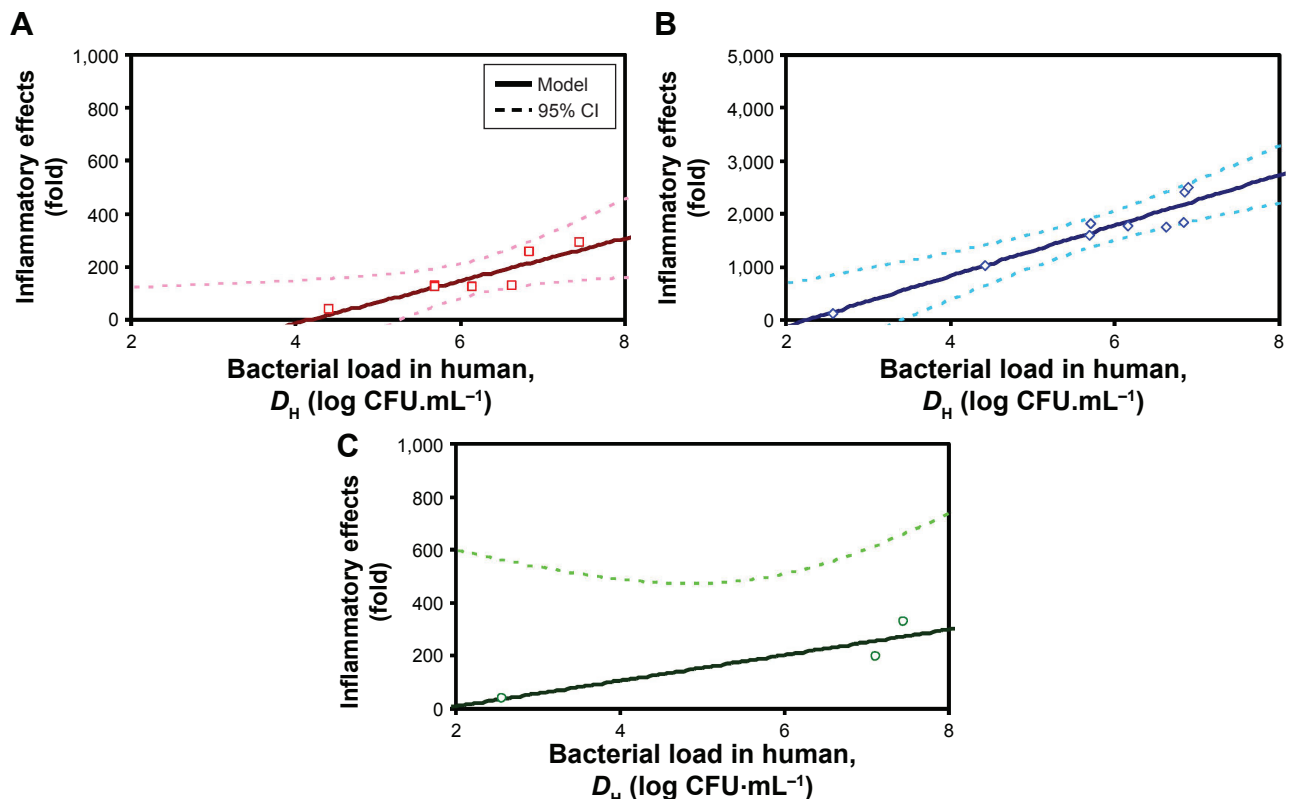 A
Inflammatory effects
(fold)
1,000
800
600
400
200
0
2
4
6
8
Model
95% CI
Bacterial load in human,
D_H (log CFU.mL⁻¹)
B
Inflammatory effects
(fold)
5,000
4,000
3,000
2,000
1,000
0
2
4
6
8
Bacterial load in human,
D_H (log CFU.mL⁻¹)
C
Inflammatory effects
(fold)
1,000
800
600
400
200
0
2
4
6
8
Bacterial load in human,
D_H (log CFU·mL⁻¹)